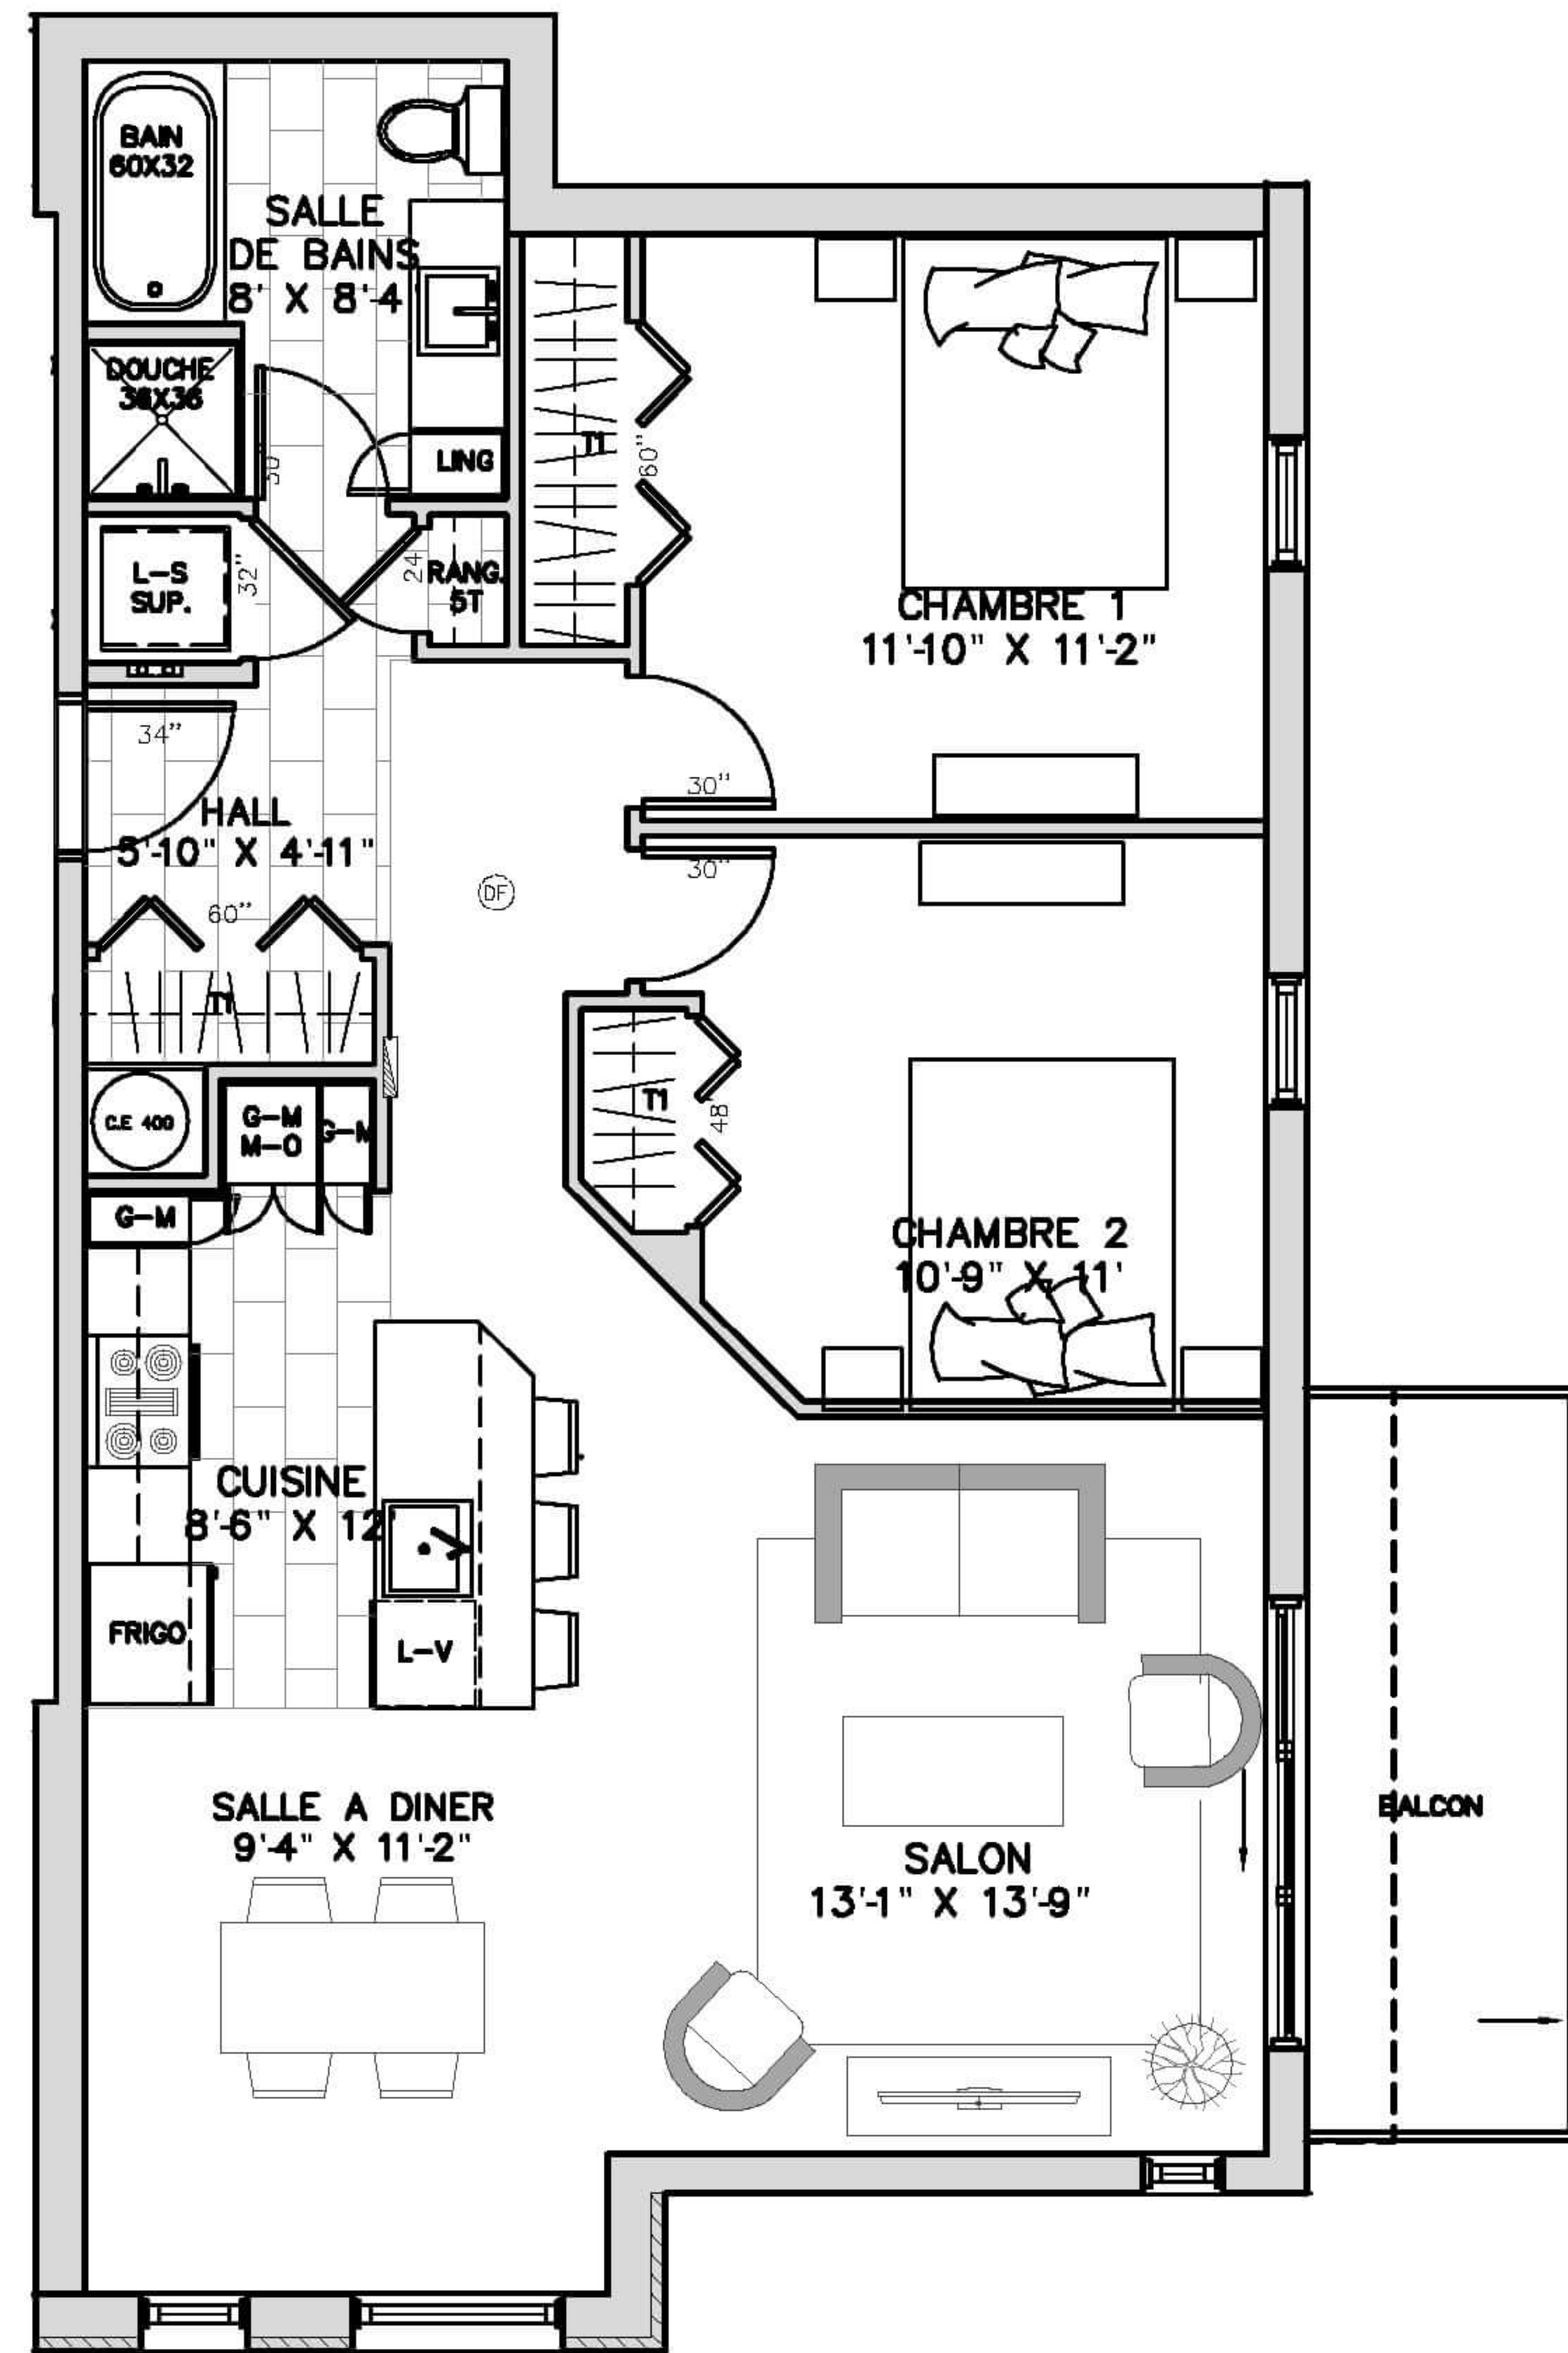 BAIN
60X32
SALLE
DE BAINS
8' X 8'-4
DOUCHE
36X36
30
LING
T1
60"
L-S
SUP.
32"
24
RANG.
5T
CHAMBRE 1
11'-10" X 11'-2"
34"
30"
HALL
5'-10" X 4'-11"
30"
DF
60"
T1
T1
48"
C.E 400
G-M
M-O
G-M
G-M
CHAMBRE 2
10'-9" X 11'
CUISINE
8'-6" X 12'
FRIGO
L-V
SALLE A DINER
9'-4" X 11'-2"
SALON
13'-1" X 13'-9"
BALCON